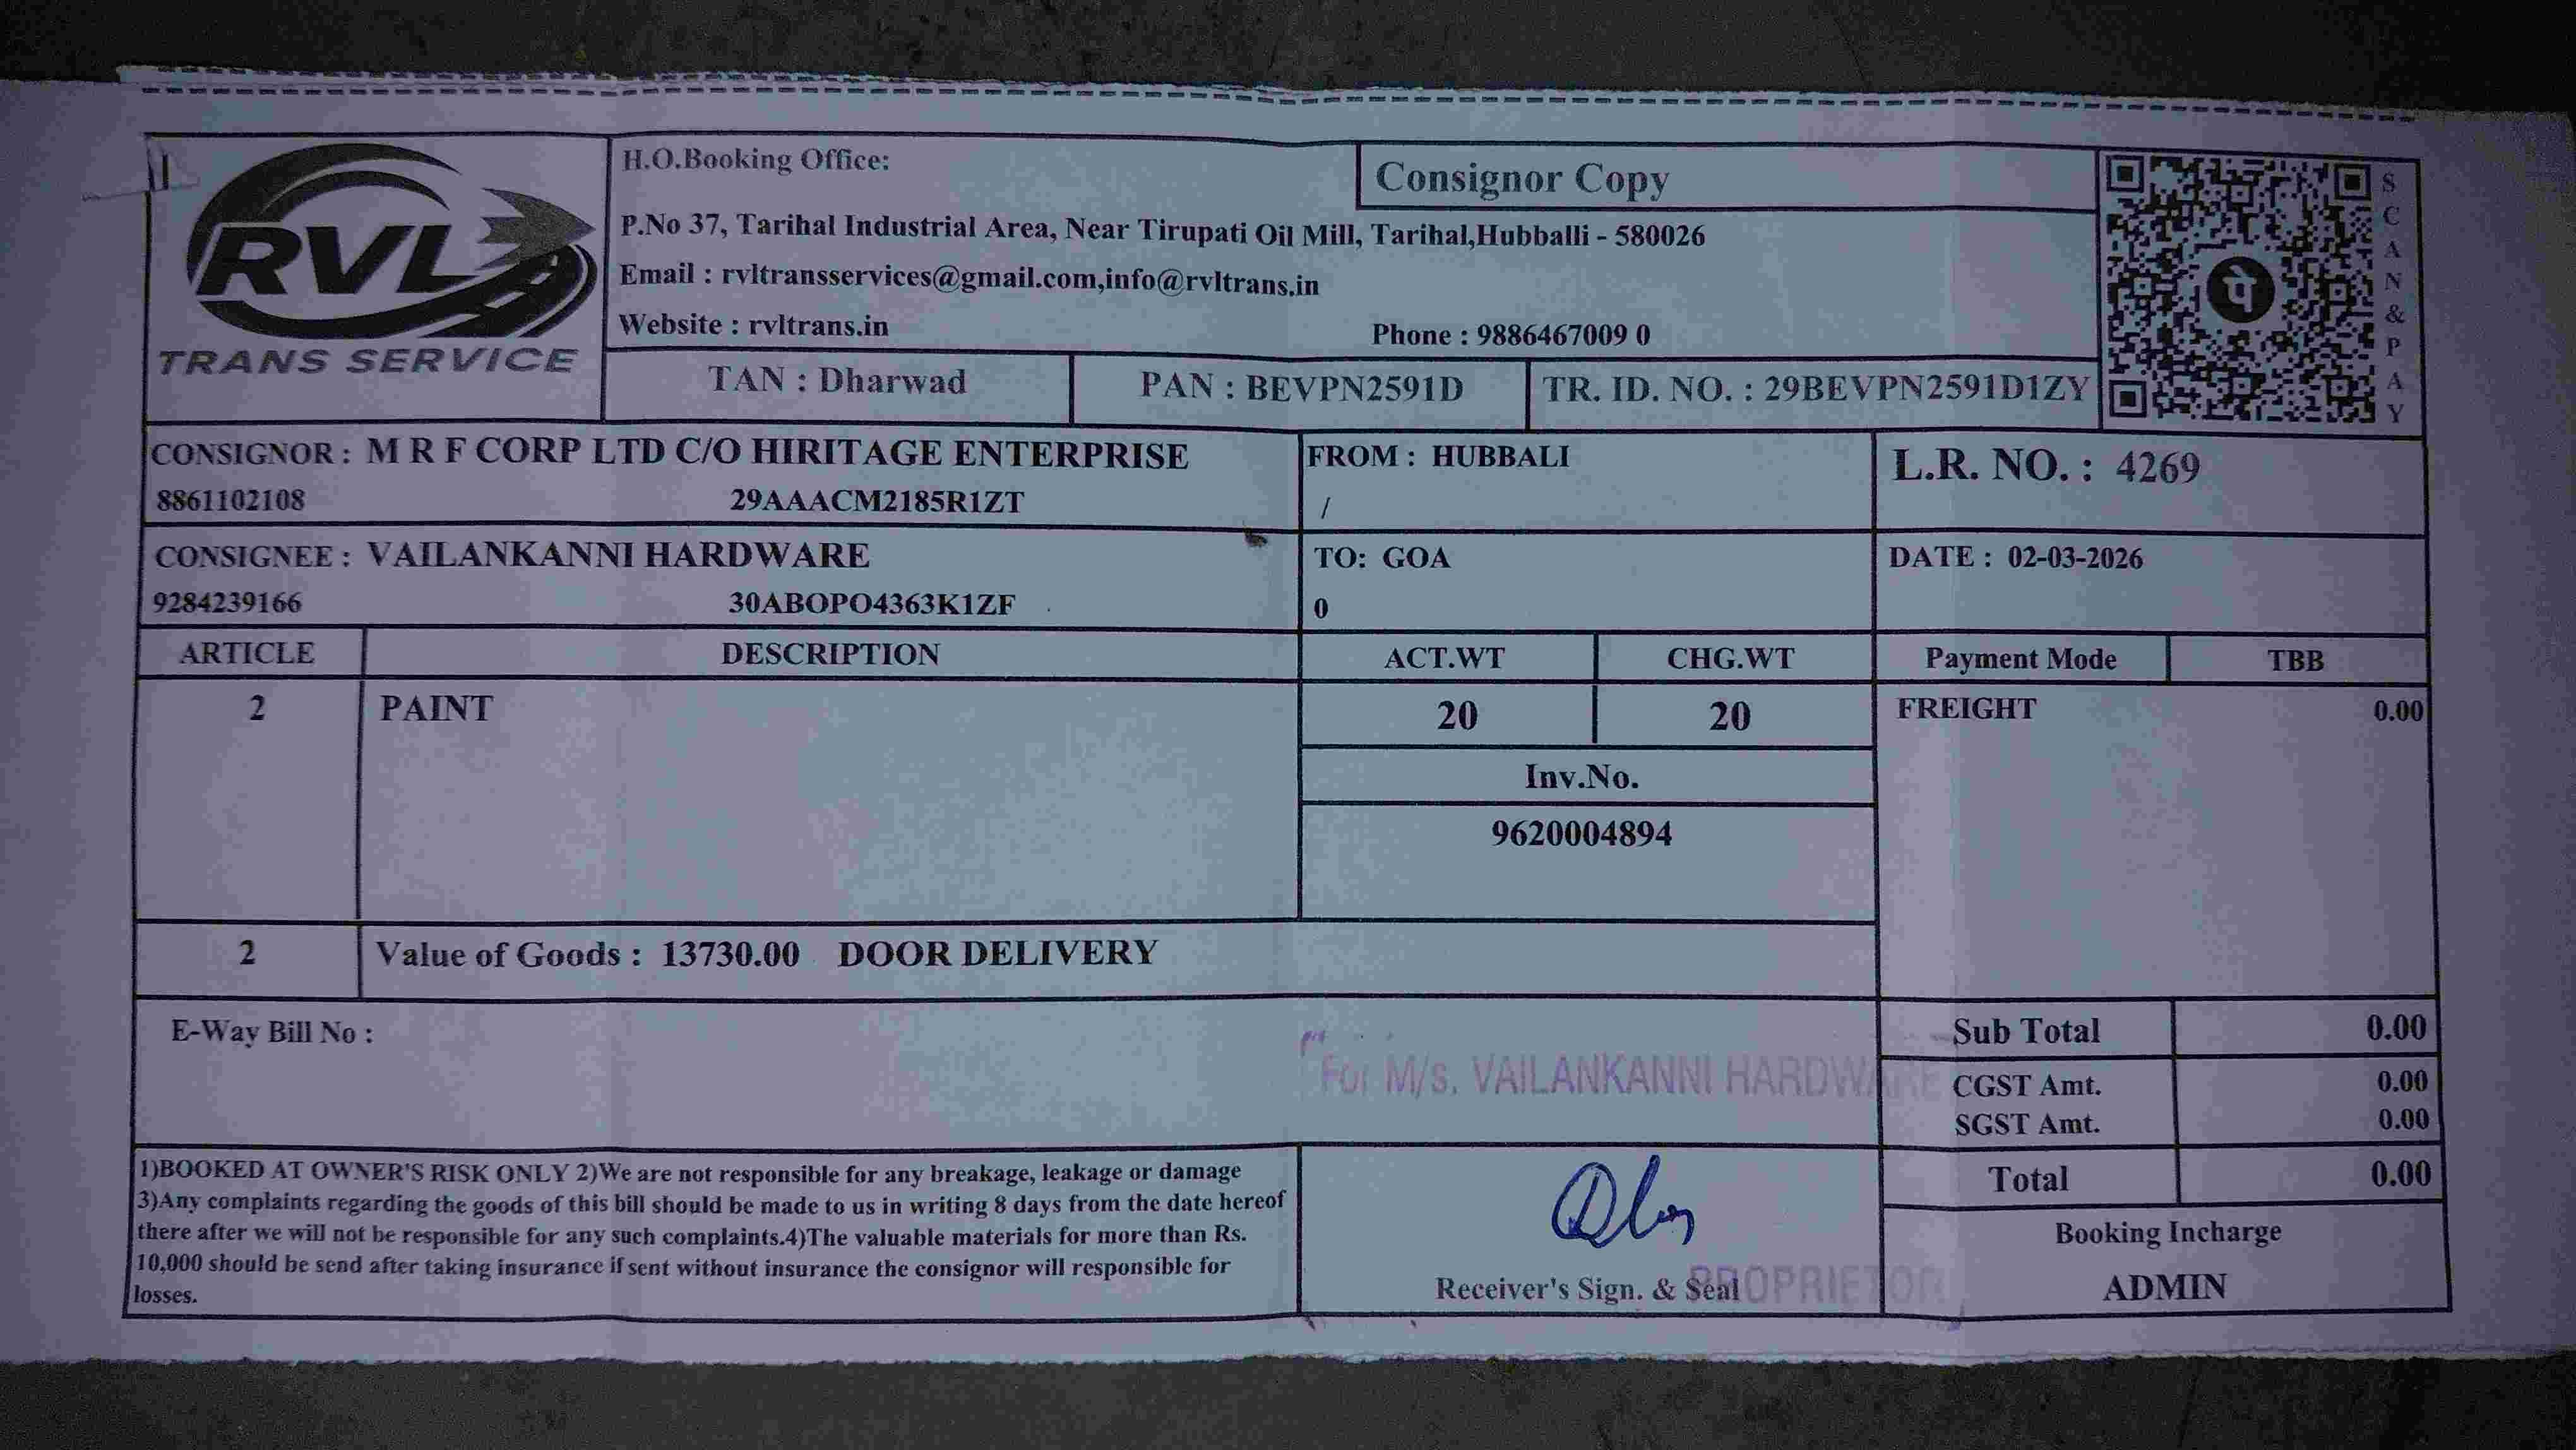 RVL
TRANS SERVICE
H.O.Booking Office:
Consignor Copy
P.No 37, Tarihal Industrial Area, Near Tirupati Oil Mill, Tarihal,Hubballi - 580026
Email : rvltransservices@gmail.com,info@rvltrans.in
Website : rvltrans.in Phone : 9886467009 0
TAN : Dharwad PAN : BEVPN2591D TR. ID. NO. : 29BEVPN2591D1ZY
पे
SCAN&PAY
CONSIGNOR : M R F CORP LTD C/O HIRITAGE ENTERPRISE FROM : HUBBALI L.R. NO. : 4269
8861102108 29AAACM2185R1ZT /
CONSIGNEE : VAILANKANNI HARDWARE TO: GOA DATE : 02-03-2026
9284239166 30ABOPO4363K1ZF 0
ARTICLE DESCRIPTION ACT.WT CHG.WT Payment Mode TBB
2 PAINT 20 20 FREIGHT 0.00
Inv.No.
9620004894
2 Value of Goods : 13730.00 DOOR DELIVERY
E-Way Bill No : Sub Total 0.00
For M/s. VAILANKANNI HARDWARE
CGST Amt. 0.00
SGST Amt. 0.00
1)BOOKED AT OWNER'S RISK ONLY 2)We are not responsible for any breakage, leakage or damage
3)Any complaints regarding the goods of this bill should be made to us in writing 8 days from the date hereof
there after we will not be responsible for any such complaints.4)The valuable materials for more than Rs.
10,000 should be send after taking insurance if sent without insurance the consignor will responsible for
losses.
Total 0.00
Receiver's Sign. & Seal
PROPRIETOR
Booking Incharge
ADMIN